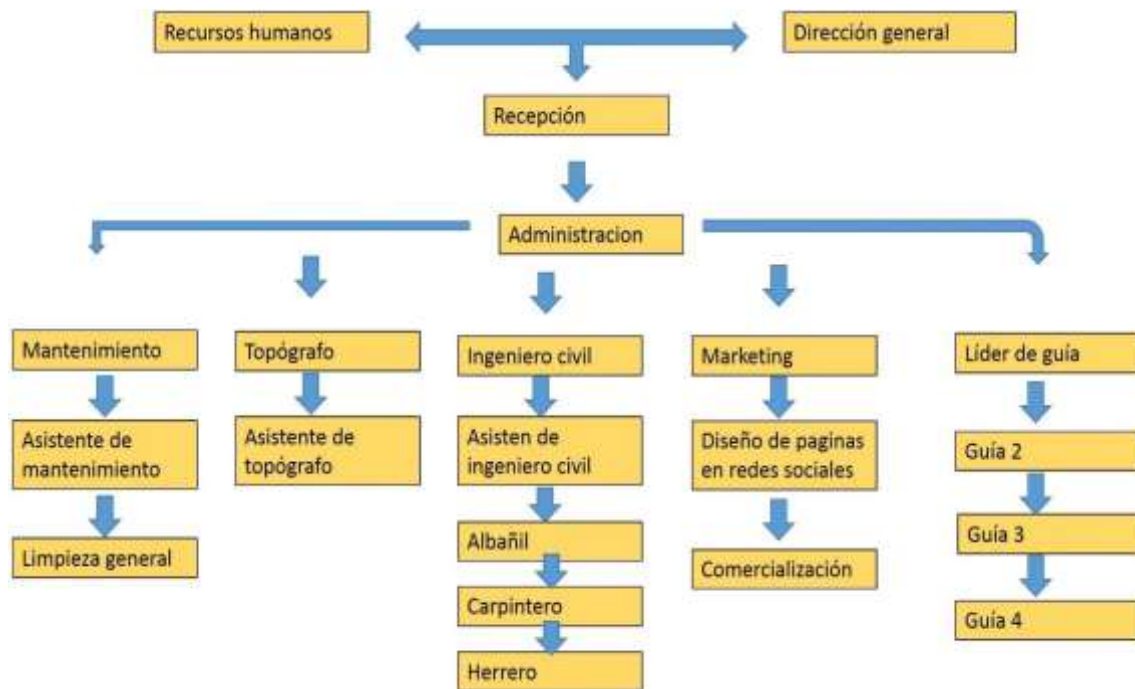 Recursos humanos
Dirección general
Recepción
Administracion
Mantenimiento
Topógrafo
Ingeniero civil
Marketing
Líder de guía
Asistente de
mantenimiento
Asistente de
topógrafo
Asisten de
ingeniero civil
Diseño de paginas
en redes sociales
Guía 2
Limpieza general
Albañil
Comercialización
Guía 3
Carpintero
Guía 4
Herrero